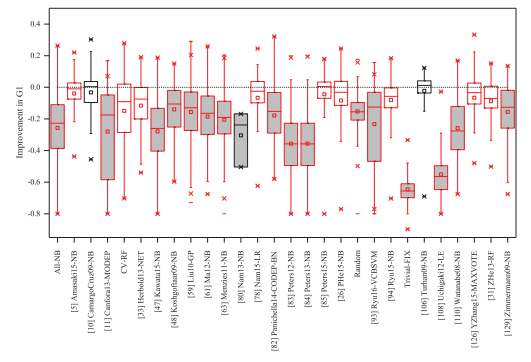 Improvement in G1
0.4
0.2
0.0
-0.2
-0.4
-0.6
-0.8
All-NB
[5] Amasaki15-NB
[10] CamargoCruz09-NB
[11] Canfora13-MODEP
CV-RF
[33] Herbold13-NET
[47] Kawata15-NB
[48] Koshgoftaar09-NB
[59] Liu10-GP
[61] Ma12-NB
[63] Menzies11-NB
[80] Nam13-NB
[78] Nam15-LR
[82] Panichella14-CODEP-BN
[83] Peters12-NB
[84] Peters13-NB
[85] Peters15-NB
[26] PHe15-NB
Random
[93] Ryu16-VCBSVM
[94] Ryu15-NB
Trivial-FIX
[106] Turhan09-NB
[108] Uchigaki12-LE
[110] Watanabe08-NB
[126] YZhang15-MAXVOTE
[31] ZHe13-RF
[129] Zimmermann09-NB